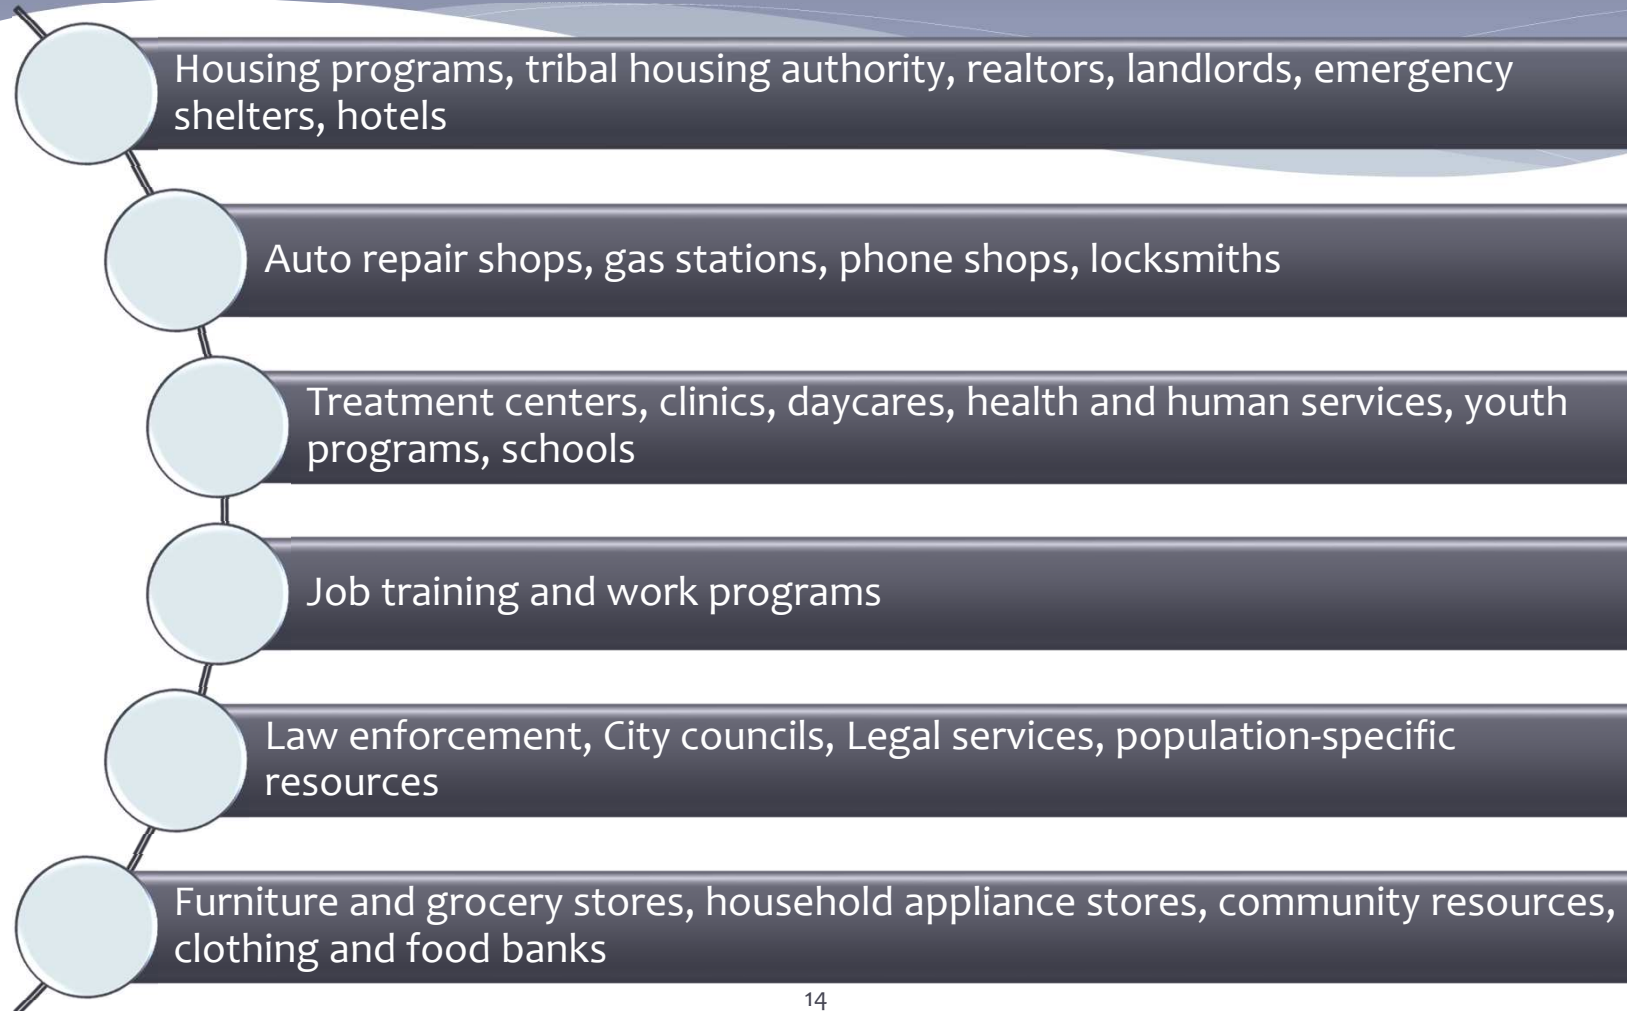 Housing programs, tribal housing authority, realtors, landlords, emergency
shelters, hotels
Auto repair shops, gas stations, phone shops, locksmiths
Treatment centers, clinics, daycares, health and human services, youth
programs, schools
Job training and work programs
Law enforcement, City councils, Legal services, population-specific
resources
Furniture and grocery stores, household appliance stores, community resources,
clothing and food banks
14